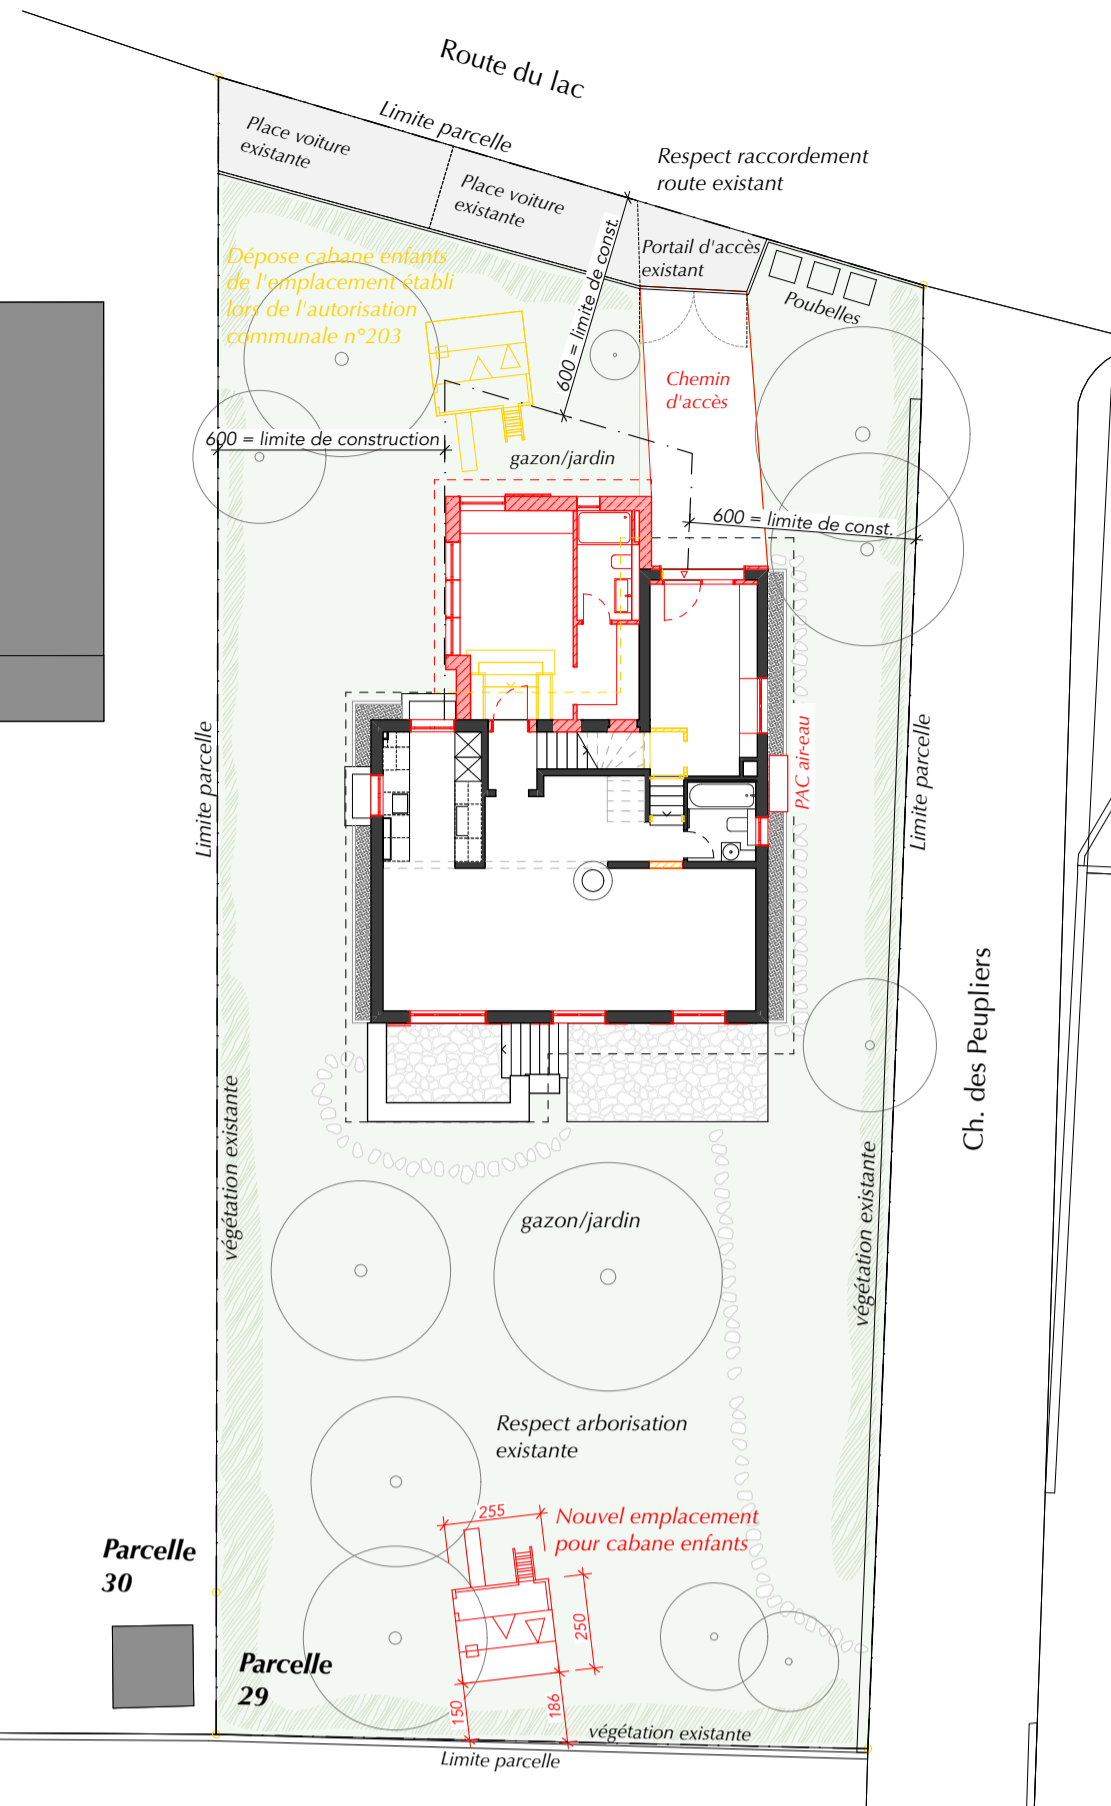 Route du lac
Limite parcelle
Place voiture
existante
Place voiture
existante
Respect raccordement
route existant
Portail d'accès
existant
Poubelles
600 = limite de const.
Dépose cabane enfants
de l'emplacement établi
lors de l'autorisation
communale n°203
Chemin
d'accès
600 = limite de construction
gazon/jardin
600 = limite de const.
PAC air-eau
Limite parcelle
Limite parcelle
Ch. des Peupliers
végétation existante
végétation existante
gazon/jardin
Respect arborisation
existante
255
Nouvel emplacement
pour cabane enfants
250
150
186
Parcelle
30
Parcelle
29
végétation existante
Limite parcelle